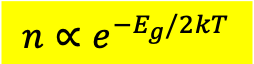 n ∝ e^{-E_g/2kT}